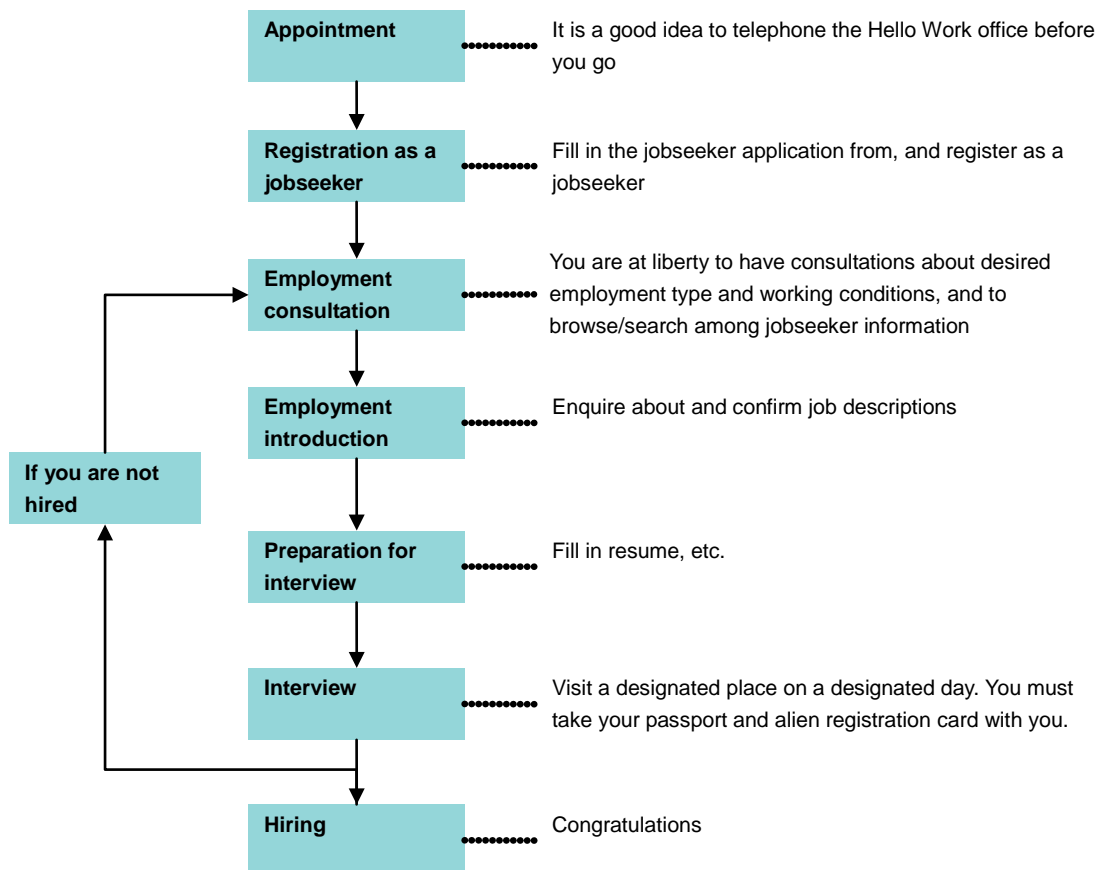 Appointment
It is a good idea to telephone the Hello Work office before
you go
Registration as a
jobseeker
Fill in the jobseeker application from, and register as a
jobseeker
Employment
consultation
You are at liberty to have consultations about desired
employment type and working conditions, and to
browse/search among jobseeker information
Employment
introduction
Enquire about and confirm job descriptions
If you are not
hired
Preparation for
interview
Fill in resume, etc.
Interview
Visit a designated place on a designated day. You must
take your passport and alien registration card with you.
Hiring
Congratulations